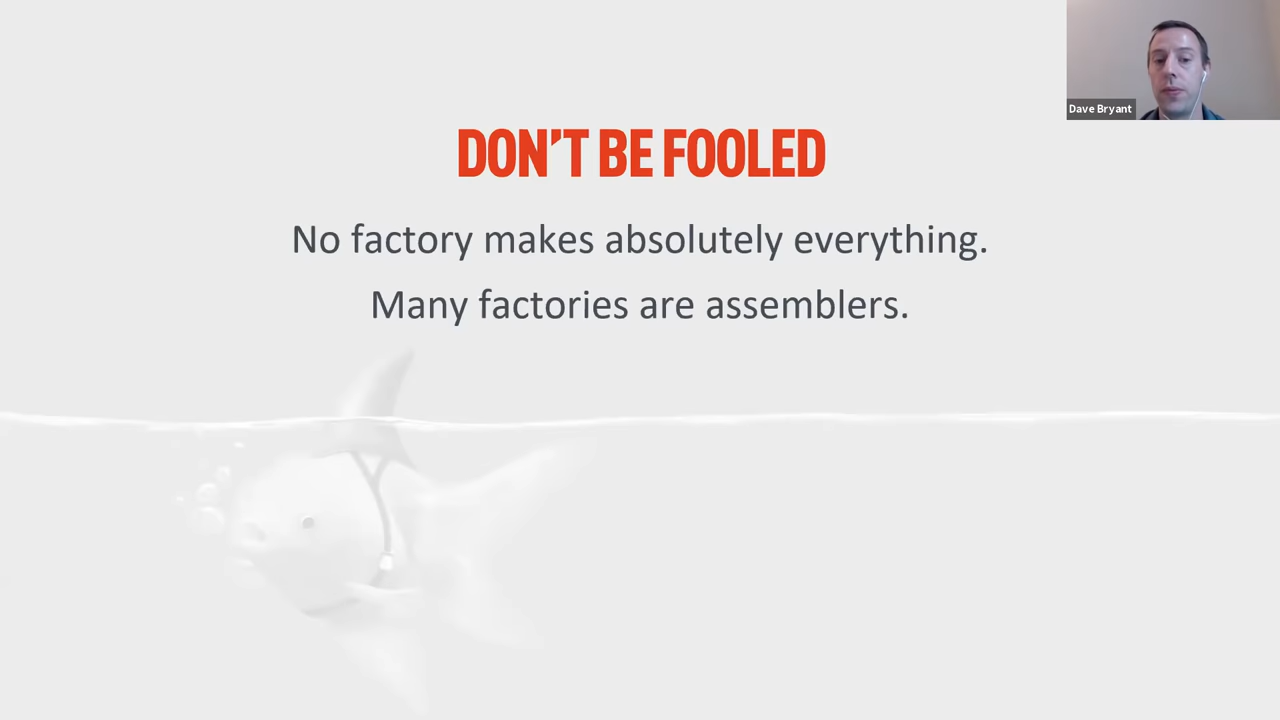 DON'T BE FOOLED
No factory makes absolutely everything.
Many factories are assemblers.
Dave Bryant